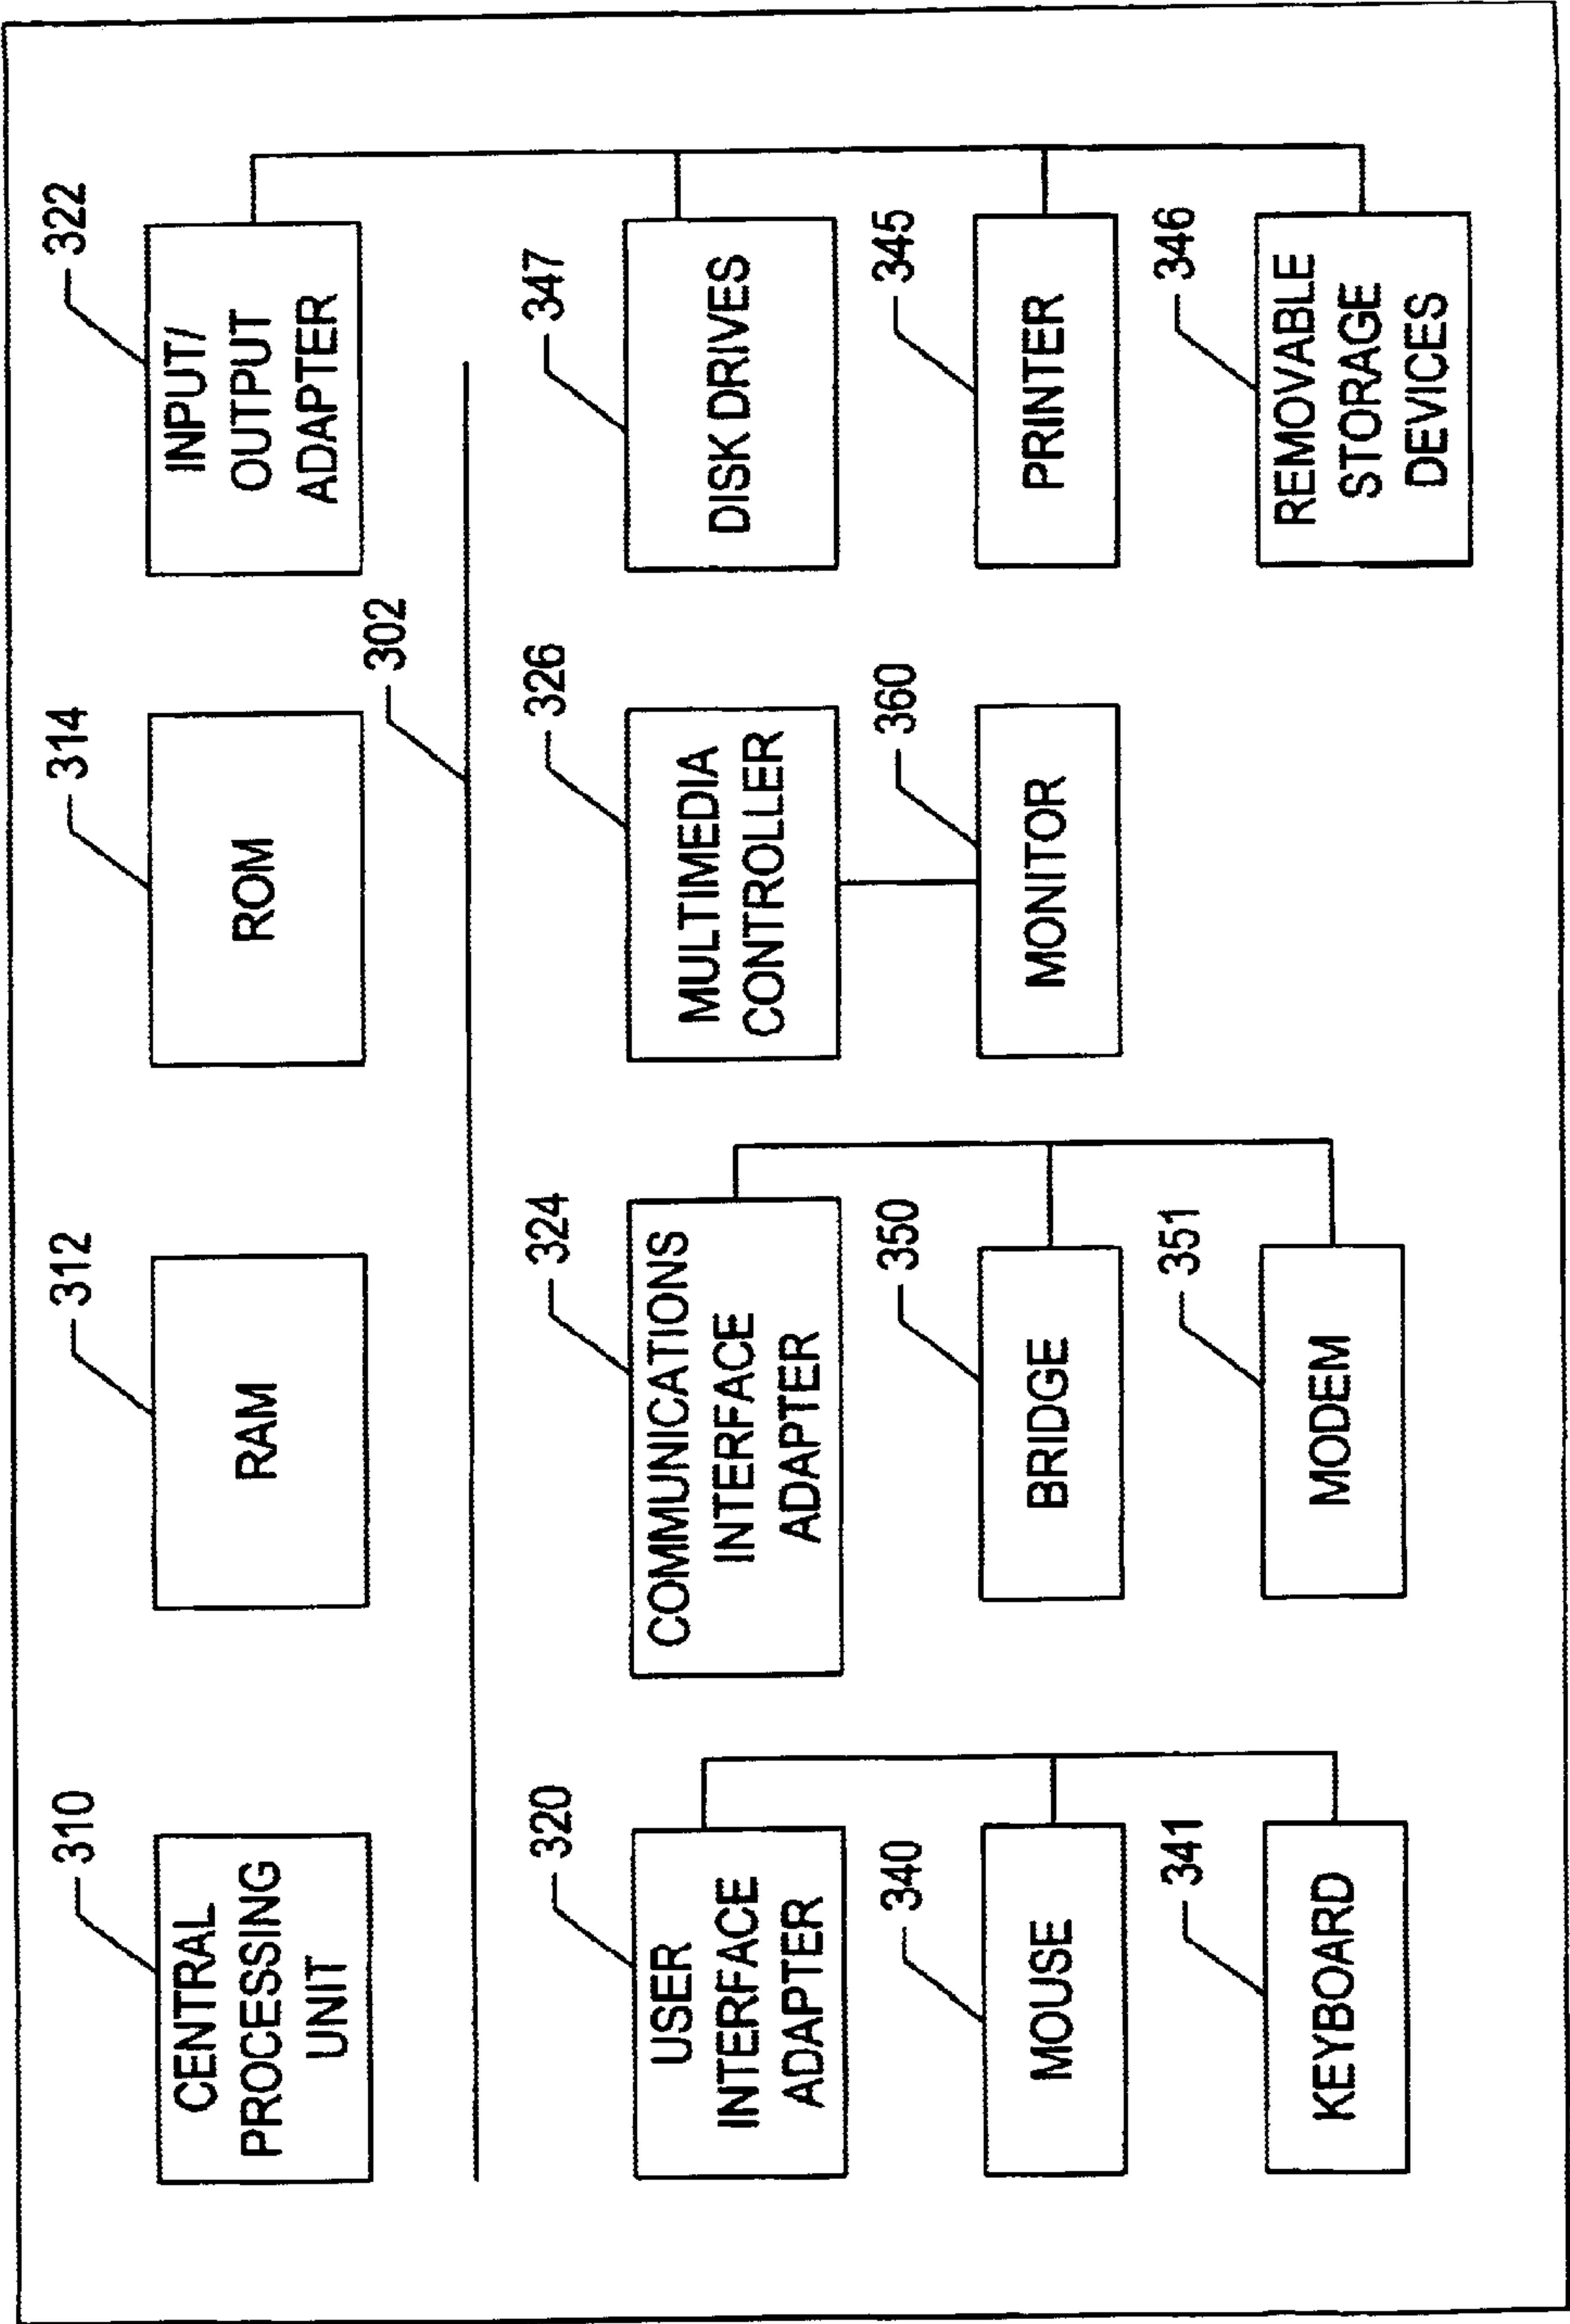 310
CENTRAL
PROCESSING
UNIT
312
RAM
314
ROM
322
INPUT/
OUTPUT
ADAPTER
302
320
USER
INTERFACE
ADAPTER
324
COMMUNICATIONS
INTERFACE
ADAPTER
326
MULTIMEDIA
CONTROLLER
347
DISK DRIVES
340
MOUSE
350
BRIDGE
360
MONITOR
345
PRINTER
341
KEYBOARD
351
MODEM
346
REMOVABLE
STORAGE
DEVICES